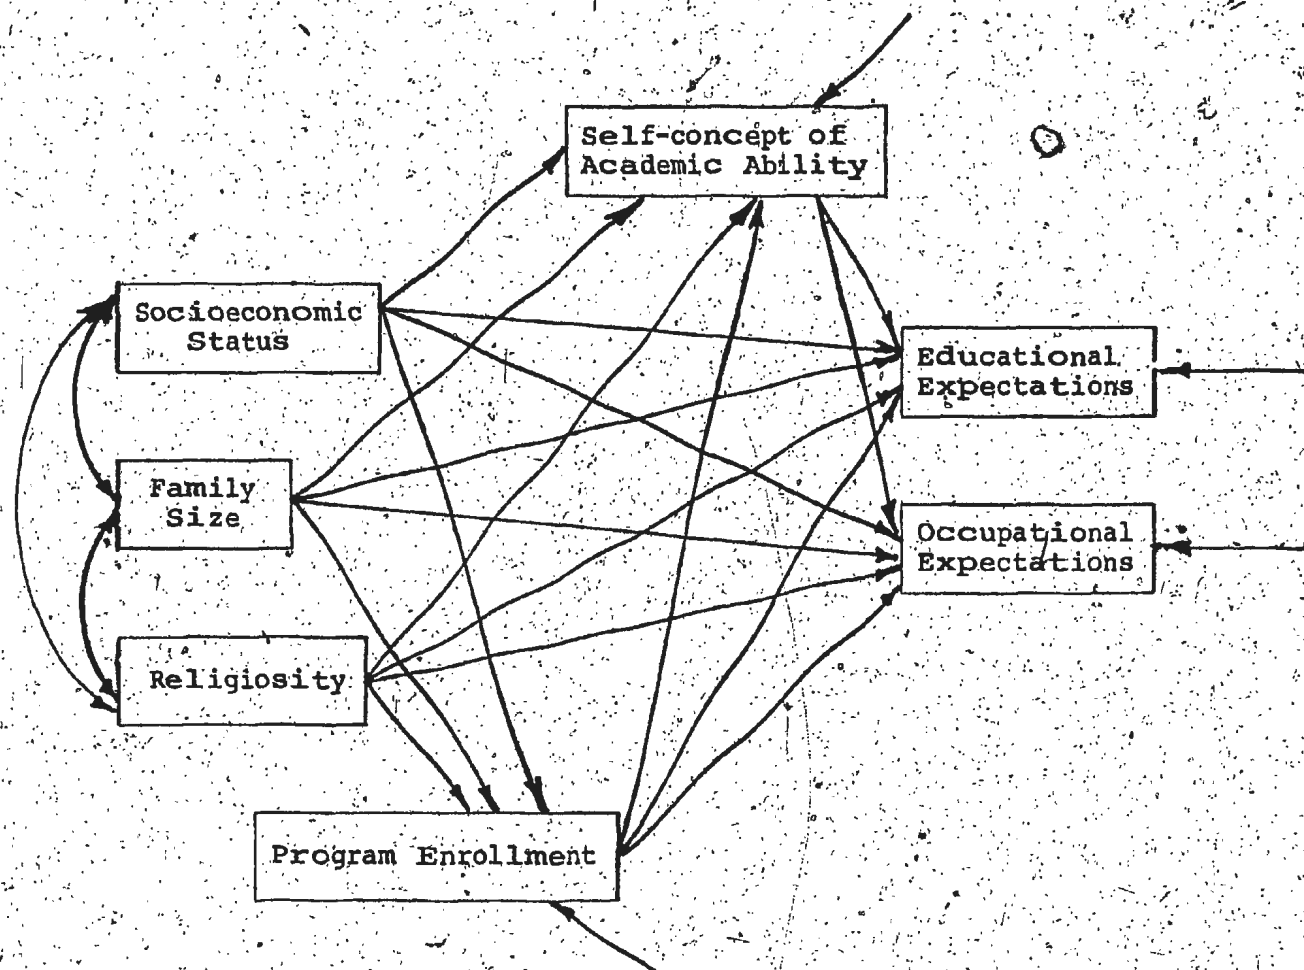 Self-concept of
Academic Ability
Socioeconomic
Status
Educational
Expectations
Family
Size
Occupational
Expectations
Religiosity
Program Enrollment